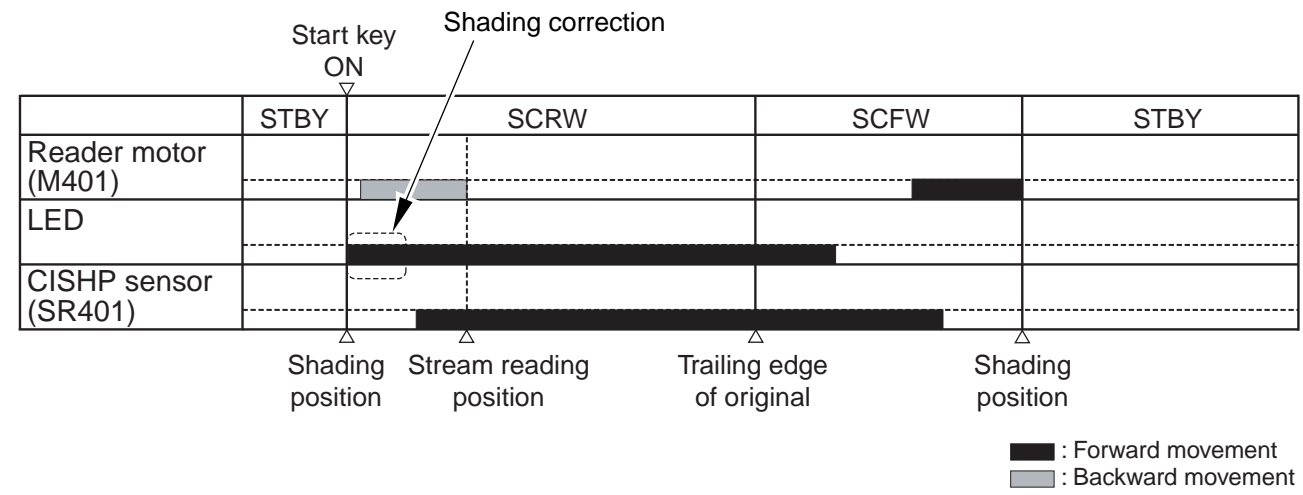 Shading correction
Start key
ON
STBY SCRW SCFW STBY
Reader motor
(M401)
LED
CISHP sensor
(SR401)
Shading Stream reading Trailing edge Shading
position position of original position
: Forward movement
: Backward movement